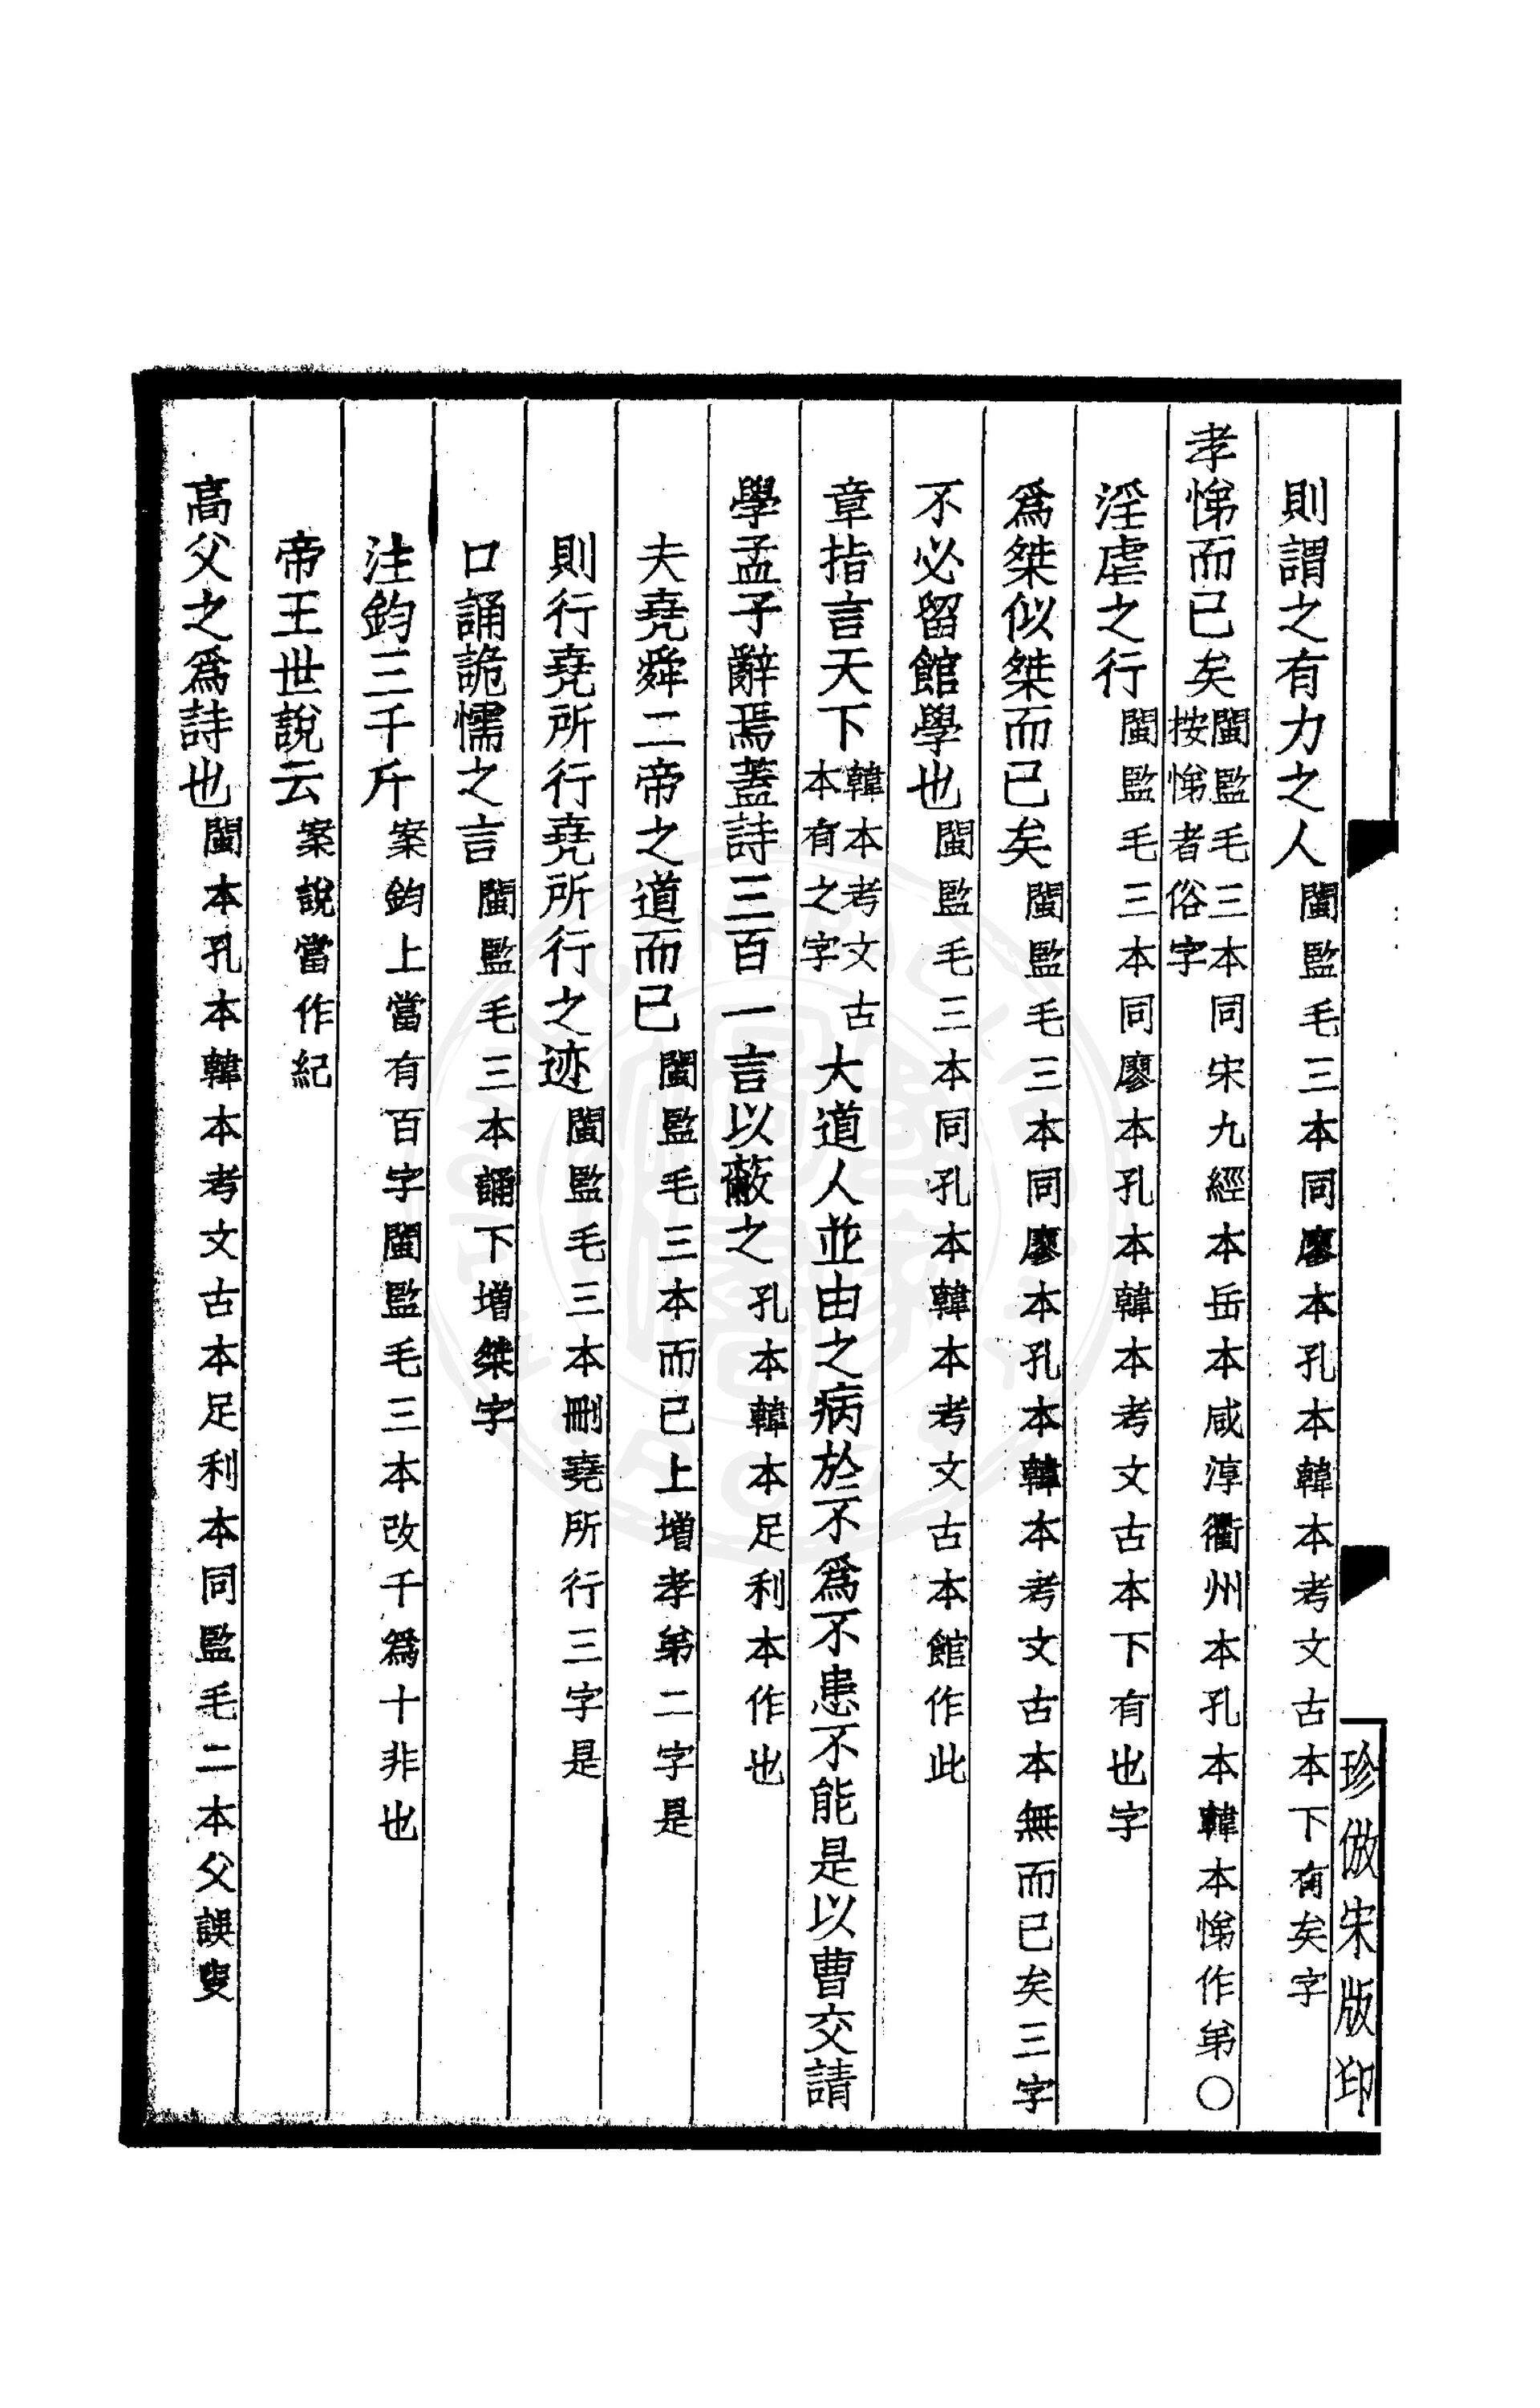 則謂之有力之人閩監毛三本同廖本孔本韓本考文古本下有矣字
孝悌而已矣閩監毛三本同宋九經本岳本咸淳衢州本孔本韓本悌作弟○按悌者俗字
淫虐之行閩監毛三本同廖本孔本韓本考文古本下有也字
爲桀似桀而已矣閩監毛三本同廖本孔本韓本考文古本無而已矣三字
不必留館學也閩監毛三本同孔本韓本考文古本館作此
章指言天下韓本考文古本有之字大道人並由之病於不爲不患不能是以曹交請
學孟子辭焉蓋詩三百一言以蔽之孔本韓本足利本作也
夫堯舜二帝之道而已閩監毛三本而已上增孝弟二字是
則行堯所行堯所行之迹閩監毛三本刪堯所行三字是
口誦詭懦之言閩監毛三本誦下增桀字
注鈞三千斤案鈞上當有百字閩監毛三本改千爲十非也
帝王世說云案說當作紀
高父之爲詩也閩本孔本韓本考文古本足利本同監毛二本父誤叟
珍倣宋版印